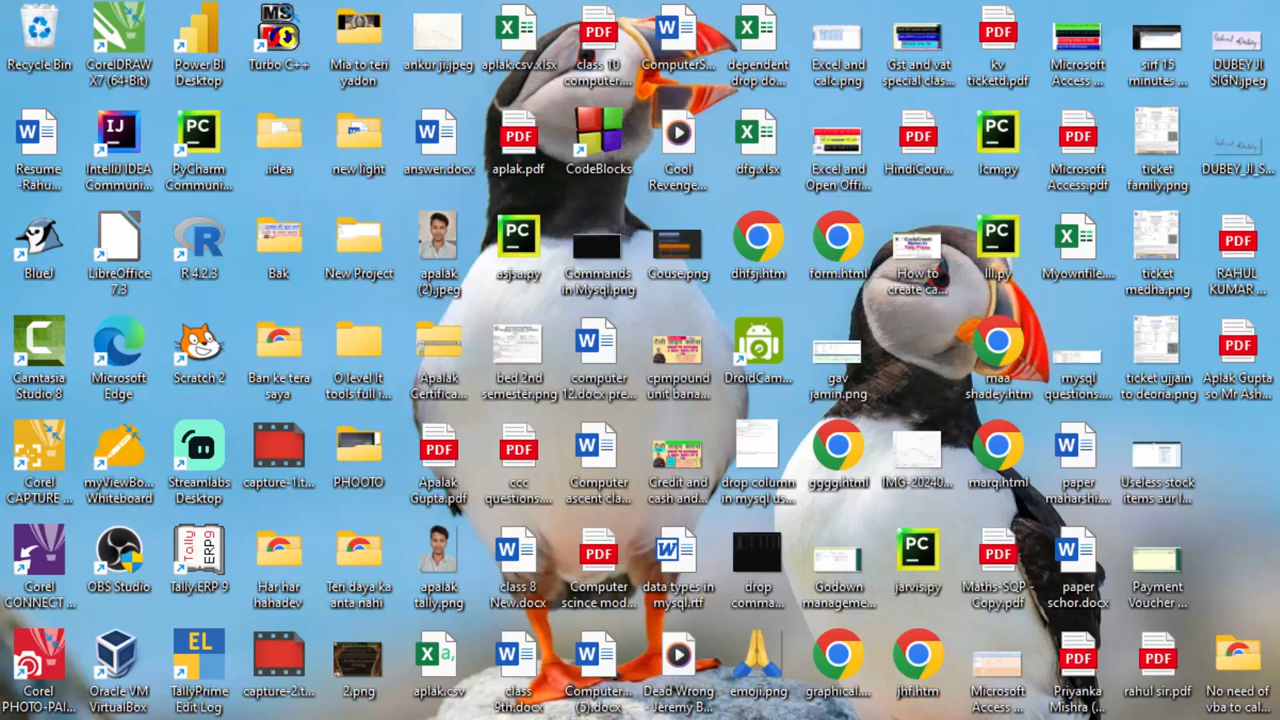 Recycle Bin
CorelDRAW
X7 (64-Bit)
Power BI
Desktop
Turbo C++
Mia to teri
yadon
ankur ji.jpeg
aplak.csv.xlsx
class 10
computer....
ComputerS...
dependent
drop do...
Excel and
calc.png
Gst and vat
special clas...
kv
ticketd.pdf
Microsoft
Access ...
sirf 15
minutes ...
DUBEY JI
SIGN.jpeg
Resume
-Rahu...
IntelliJ IDEA
Communi...
PyCharm
Communi...
.idea
new light
answer.docx
aplak.pdf
CodeBlocks
Cool
Revenge...
dfg.xlsx
Excel and
Open Offi...
HindiCour...
lcm.py
Microsoft
Access.pdf
ticket
family.png
DUBEY_JI_S...
BlueJ
LibreOffice
7.3
R 4.2.3
Bak
New Project
apalak
(2).jpeg
asjsa.py
Commands
in Mysql.png
Couse.png
dhfsj.htm
form.html
How to
create ca...
lll.py
Myownfile....
ticket
medha.png
RAHUL
KUMAR ...
Camtasia
Studio 8
Microsoft
Edge
Scratch 2
Ban ke tera
saya
O level It
tools full i...
Apalak
Certifica...
bed 2nd
semester.png
computer
12.docx pre...
cpmpound
unit bana...
DroidCam...
gav
jamin.png
maa
shadey.htm
mysql
questions....
ticket ujjain
to deoria.png
Aplak Gupta
so Mr Ash...
Corel
CAPTURE ...
myViewBo...
Whiteboard
Streamlabs
Desktop
capture-1.t...
PHOOTO
Apalak
Gupta.pdf
ccc
questions....
Computer
ascent cla...
Credit and
cash and...
drop column
in mysql us...
gggg.html
IMG-20240...
marq.html
paper
maharshi....
Useless stock
items aur l...
Corel
CONNECT ...
OBS Studio
Tally.ERP 9
Har har
hahadev
Teri daya ka
anta nahi
apalak
tally.png
class 8
New.docx
Computer
scince mod...
data types in
mysql.rtf
drop
comma...
Godown
manageme...
jarvis.py
Maths-SQP -
Copy.pdf
paper
schor.docx
Payment
Voucher ...
Corel
PHOTO-PAI...
Oracle VM
VirtualBox
TallyPrime
Edit Log
capture-2.t...
2.png
aplak.csv
class
9th.docx
Computer...
(5).docx
Dead Wrong
- Jeremy B...
emoji.png
graphical....
jhf.htm
Microsoft
Access ...
Priyanka
Mishra (...
rahul sir.pdf
No need of
vba to cal...